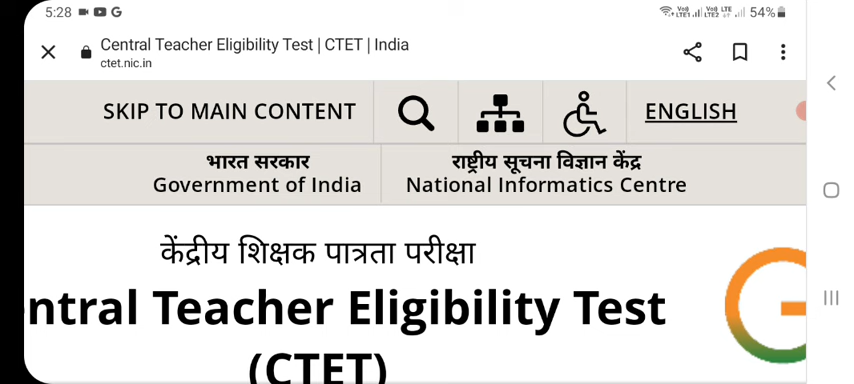 5:28 54%
Central Teacher Eligibility Test | CTET | India
ctet.nic.in
SKIP TO MAIN CONTENT ENGLISH
भारत सरकार राष्ट्रीय सूचना विज्ञान केंद्र
Government of India National Informatics Centre
केंद्रीय शिक्षक पात्रता परीक्षा
ntral Teacher Eligibility Test
(CTET)